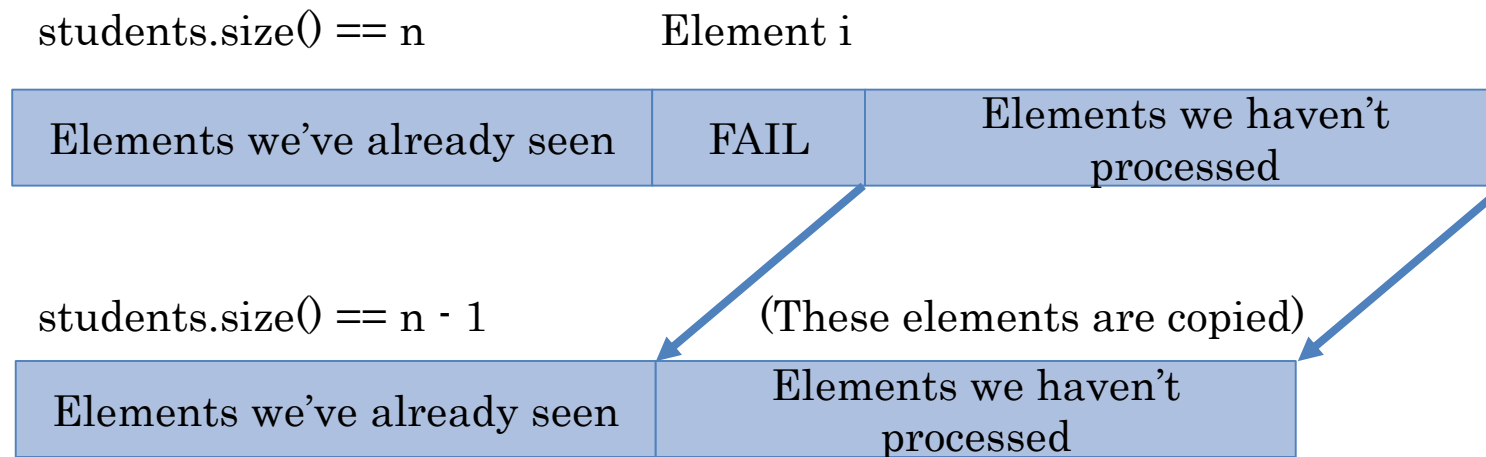 students.size() == n
Element i
Elements we’ve already seen
FAIL
Elements we haven’t
processed
students.size() == n - 1
(These elements are copied)
Elements we’ve already seen
Elements we haven’t
processed